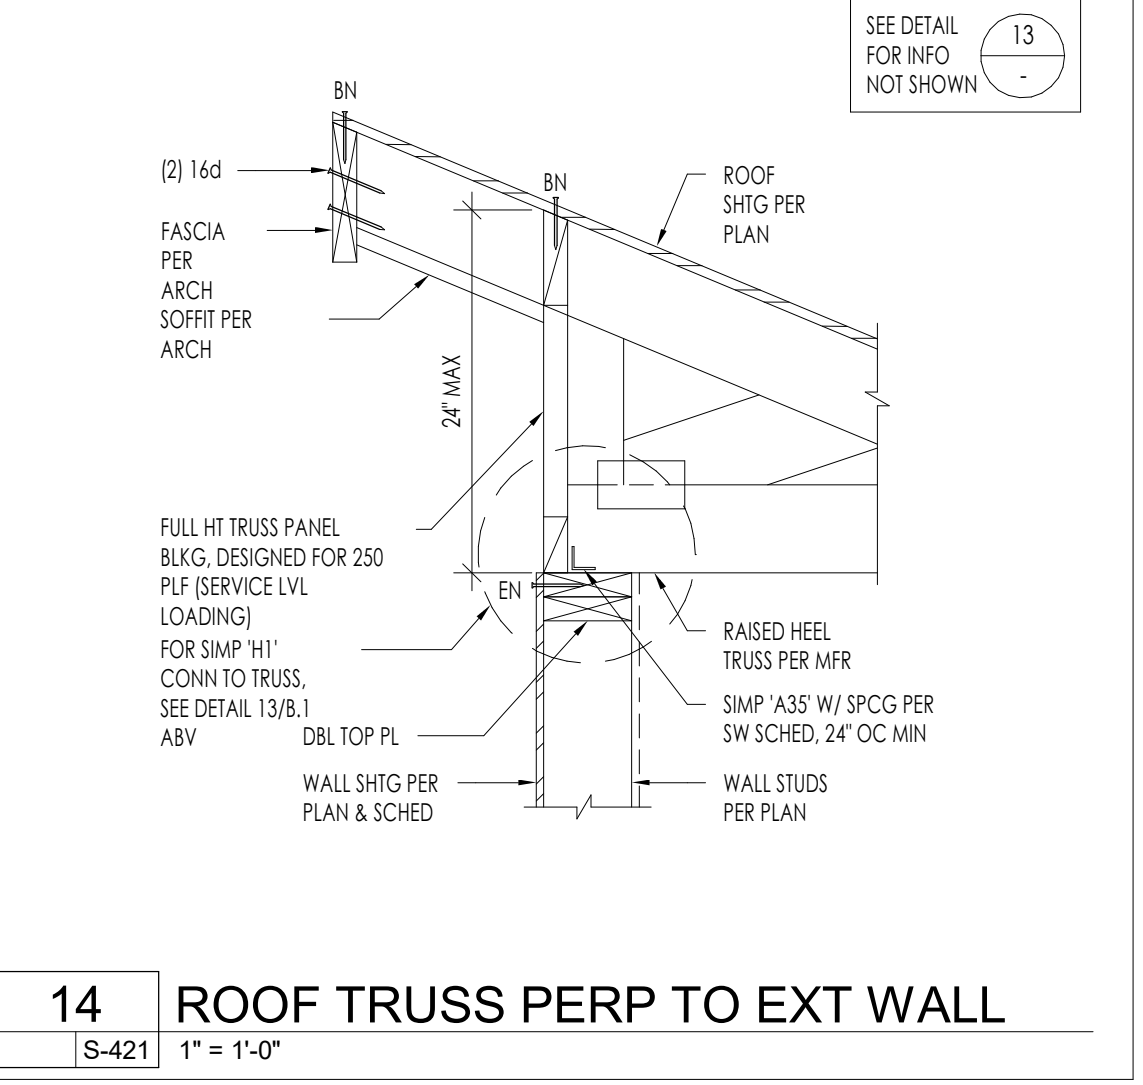 SEE DETAIL
FOR INFO
NOT SHOWN
13
-
BN
(2) 16d
BN
ROOF
SHTG PER
PLAN
FASCIA
PER
ARCH
SOFFIT PER
ARCH
24" MAX
FULL HT TRUSS PANEL
BLKG, DESIGNED FOR 250
PLF (SERVICE LVL
LOADING)
EN
FOR SIMP 'H1'
CONN TO TRUSS,
SEE DETAIL 13/B.1
ABV
RAISED HEEL
TRUSS PER MFR
SIMP 'A35' W/ SPCG PER
SW SCHED, 24" OC MIN
DBL TOP PL
WALL SHTG PER
PLAN & SCHED
WALL STUDS
PER PLAN
14
ROOF TRUSS PERP TO EXT WALL
S-421
1" = 1'-0"